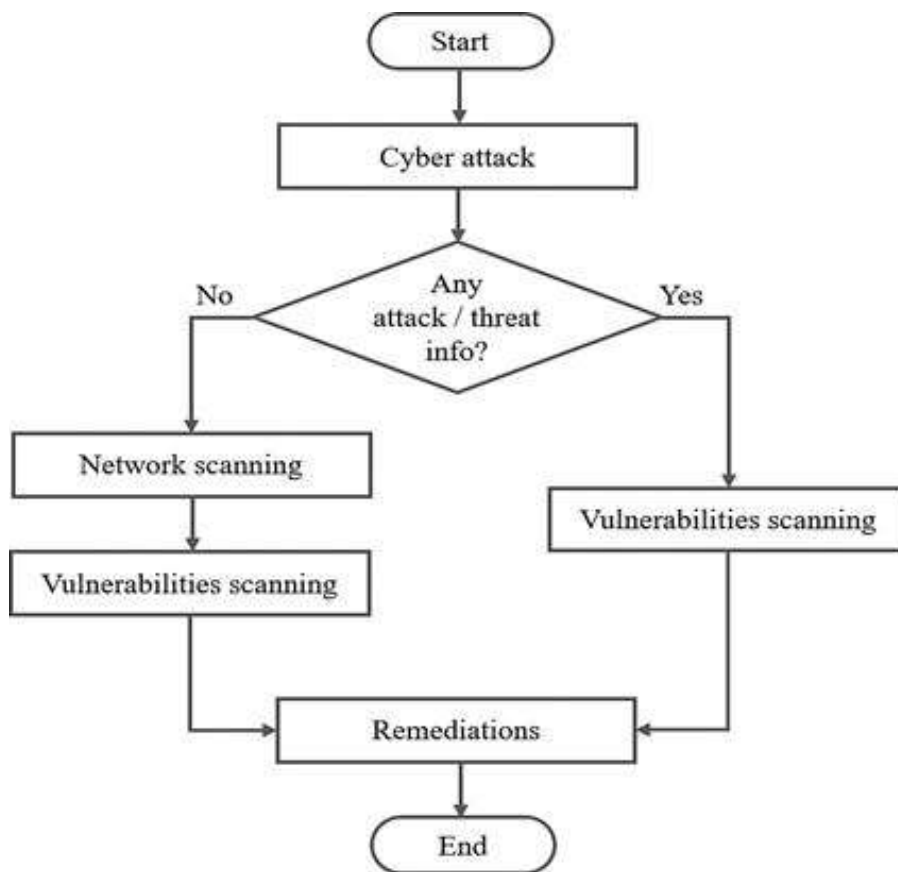 Start
Cyber attack
Any
attack / threat
info?
No
Yes
Network scanning
Vulnerabilities scanning
Vulnerabilities scanning
Remediations
End